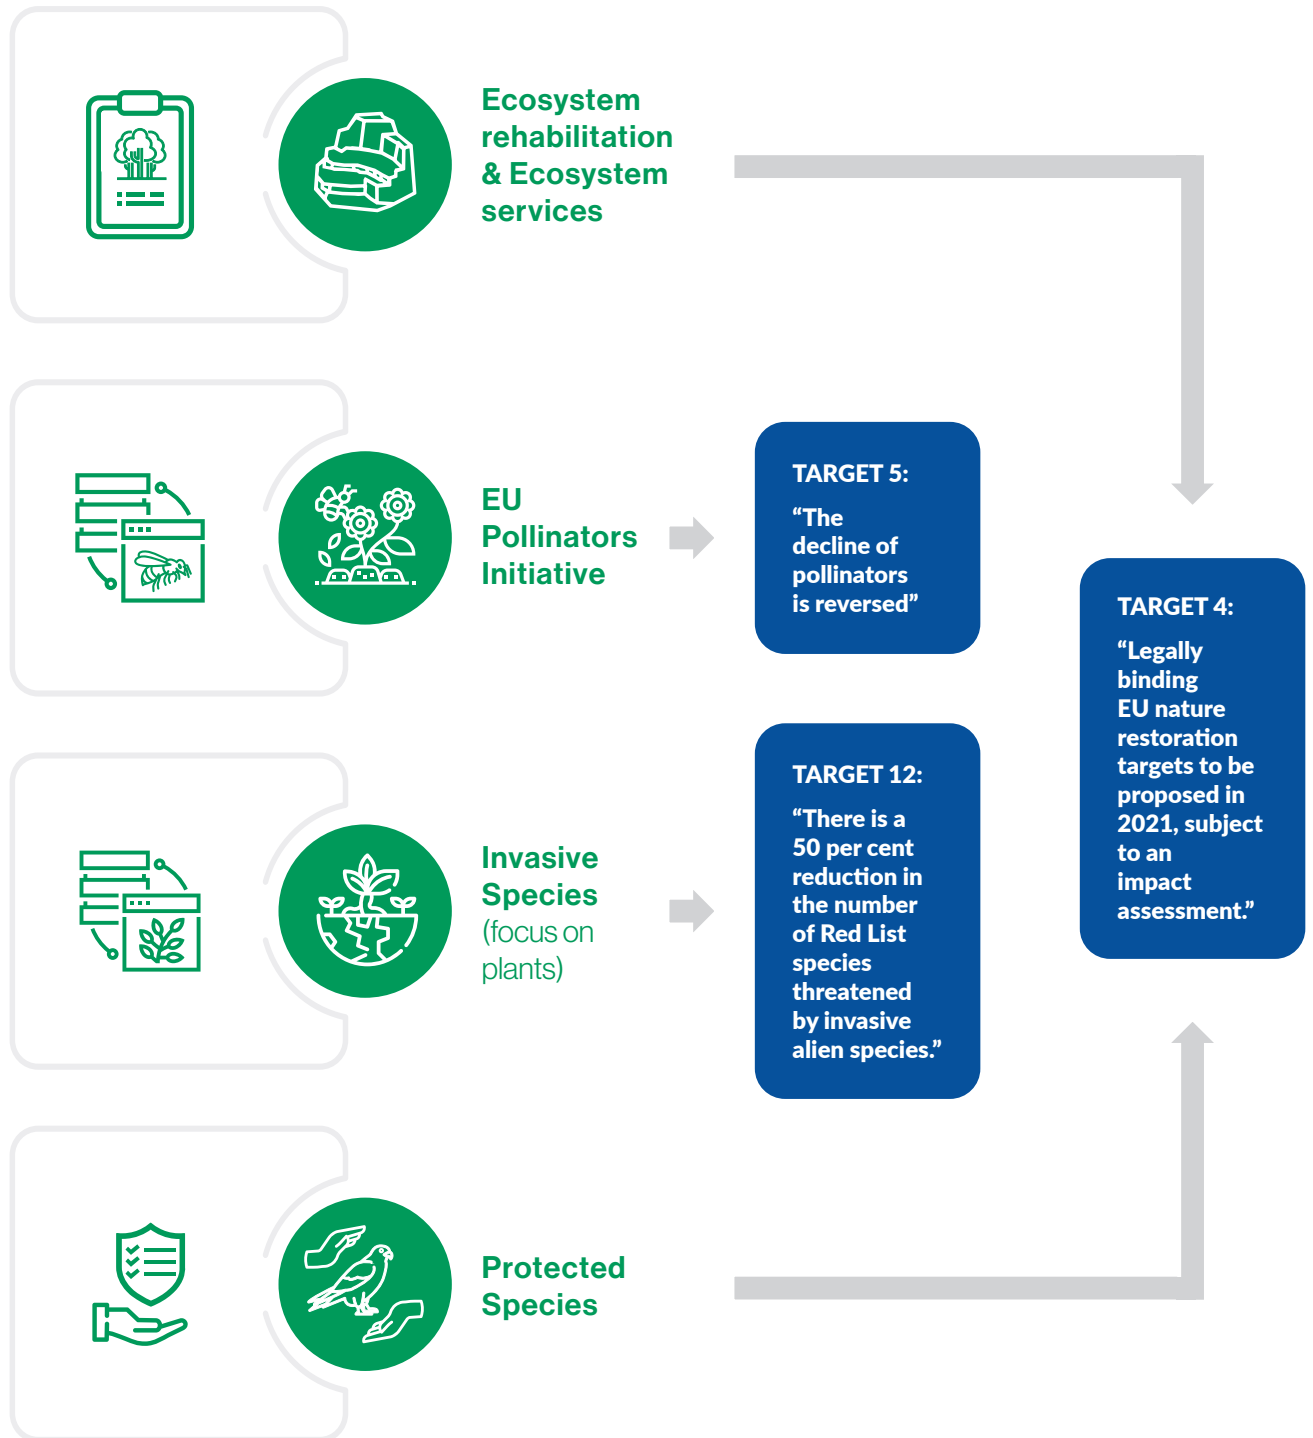 Ecosystem
rehabilitation
& Ecosystem
services
EU
Pollinators
Initiative
TARGET 5:
“The
decline of
pollinators
is reversed”
TARGET 4:
“Legally
binding
EU nature
restoration
targets to be
proposed in
2021, subject
to an
impact
assessment.”
Invasive
Species
(focus on
plants)
TARGET 12:
“There is a
50 per cent
reduction in
the number
of Red List
species
threatened
by invasive
alien species.”
Protected
Species